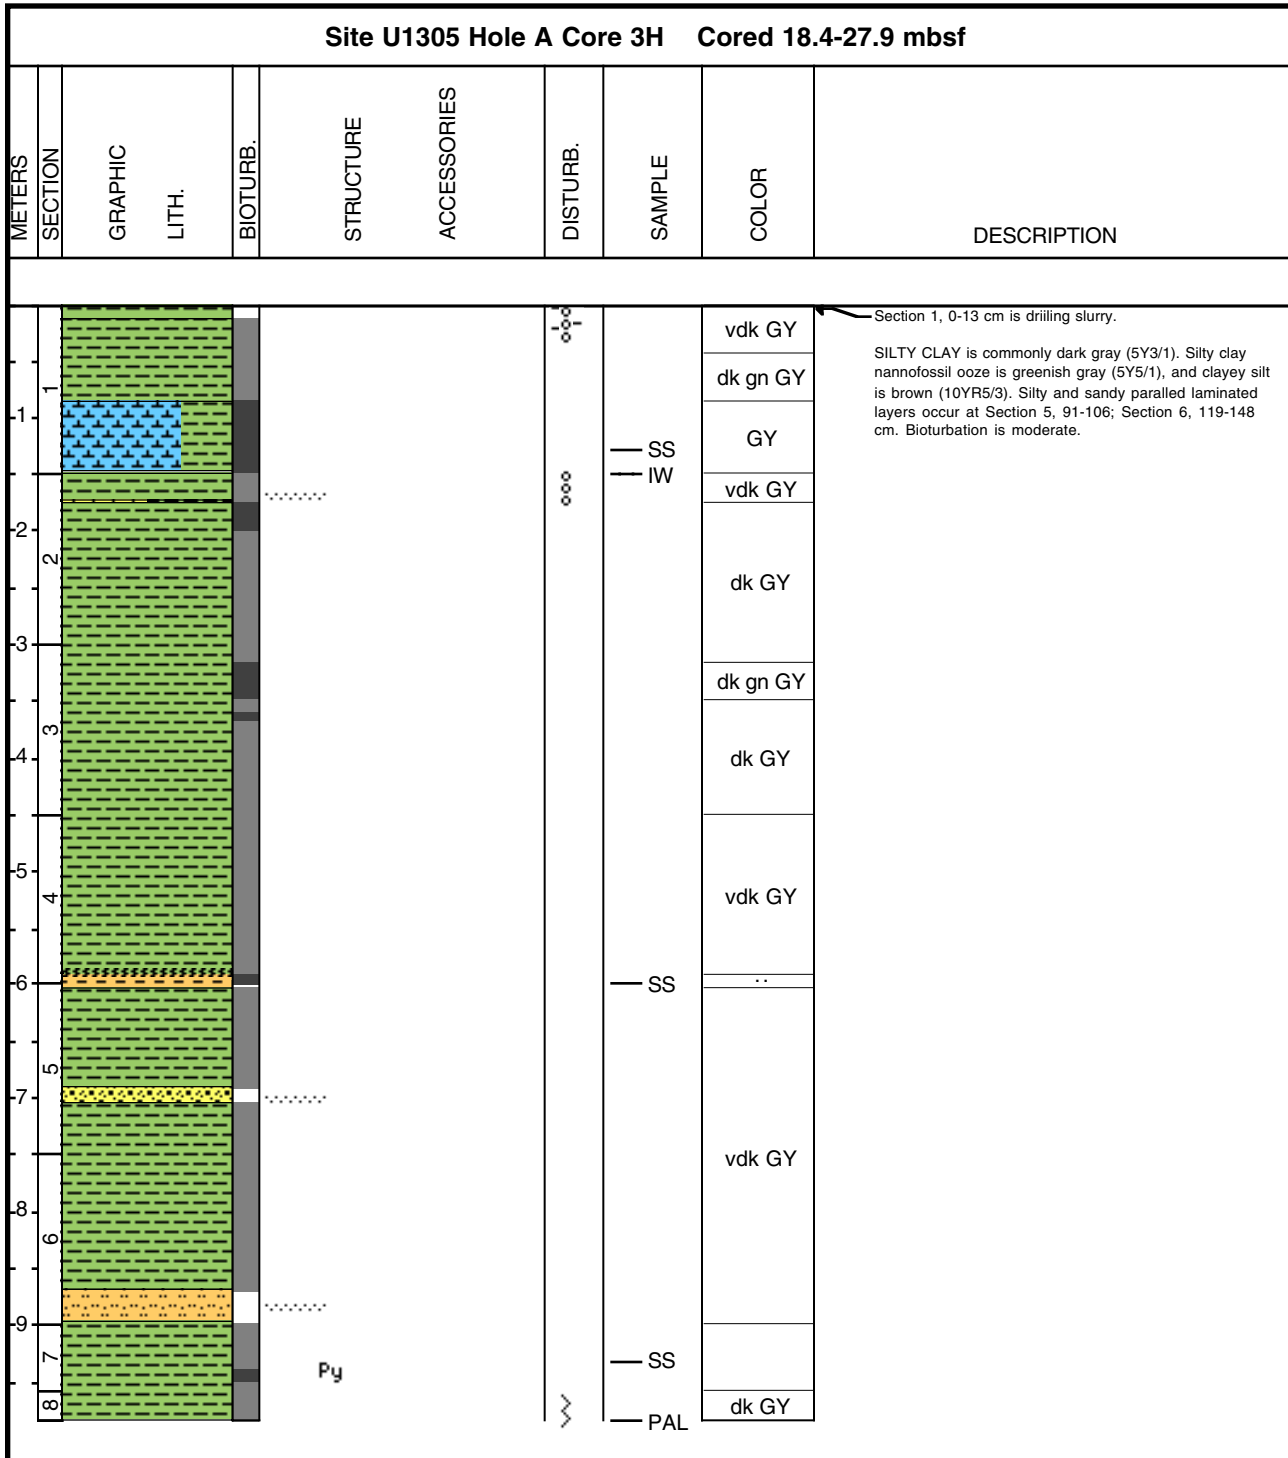 Site U1305 Hole A Core 3H Cored 18.4-27.9 mbsf
METERS
SECTION
GRAPHIC
LITH.
BIOTURB.
STRUCTURE
ACCESSORIES
DISTURB.
SAMPLE
COLOR
DESCRIPTION
Section 1, 0-13 cm is driiling slurry.
SILTY CLAY is commonly dark gray (5Y3/1). Silty clay
nannofossil ooze is greenish gray (5Y5/1), and clayey silt
is brown (10YR5/3). Silty and sandy paralled laminated
layers occur at Section 5, 91-106; Section 6, 119-148
cm. Bioturbation is moderate.
vdk GY
dk gn GY
1
1
GY
SS
IW
vdk GY
2
2
dk GY
3
dk gn GY
3
4
dk GY
5
4
vdk GY
6
SS
5
7
vdk GY
8
6
9
7
SS
Py
8
dk GY
PAL